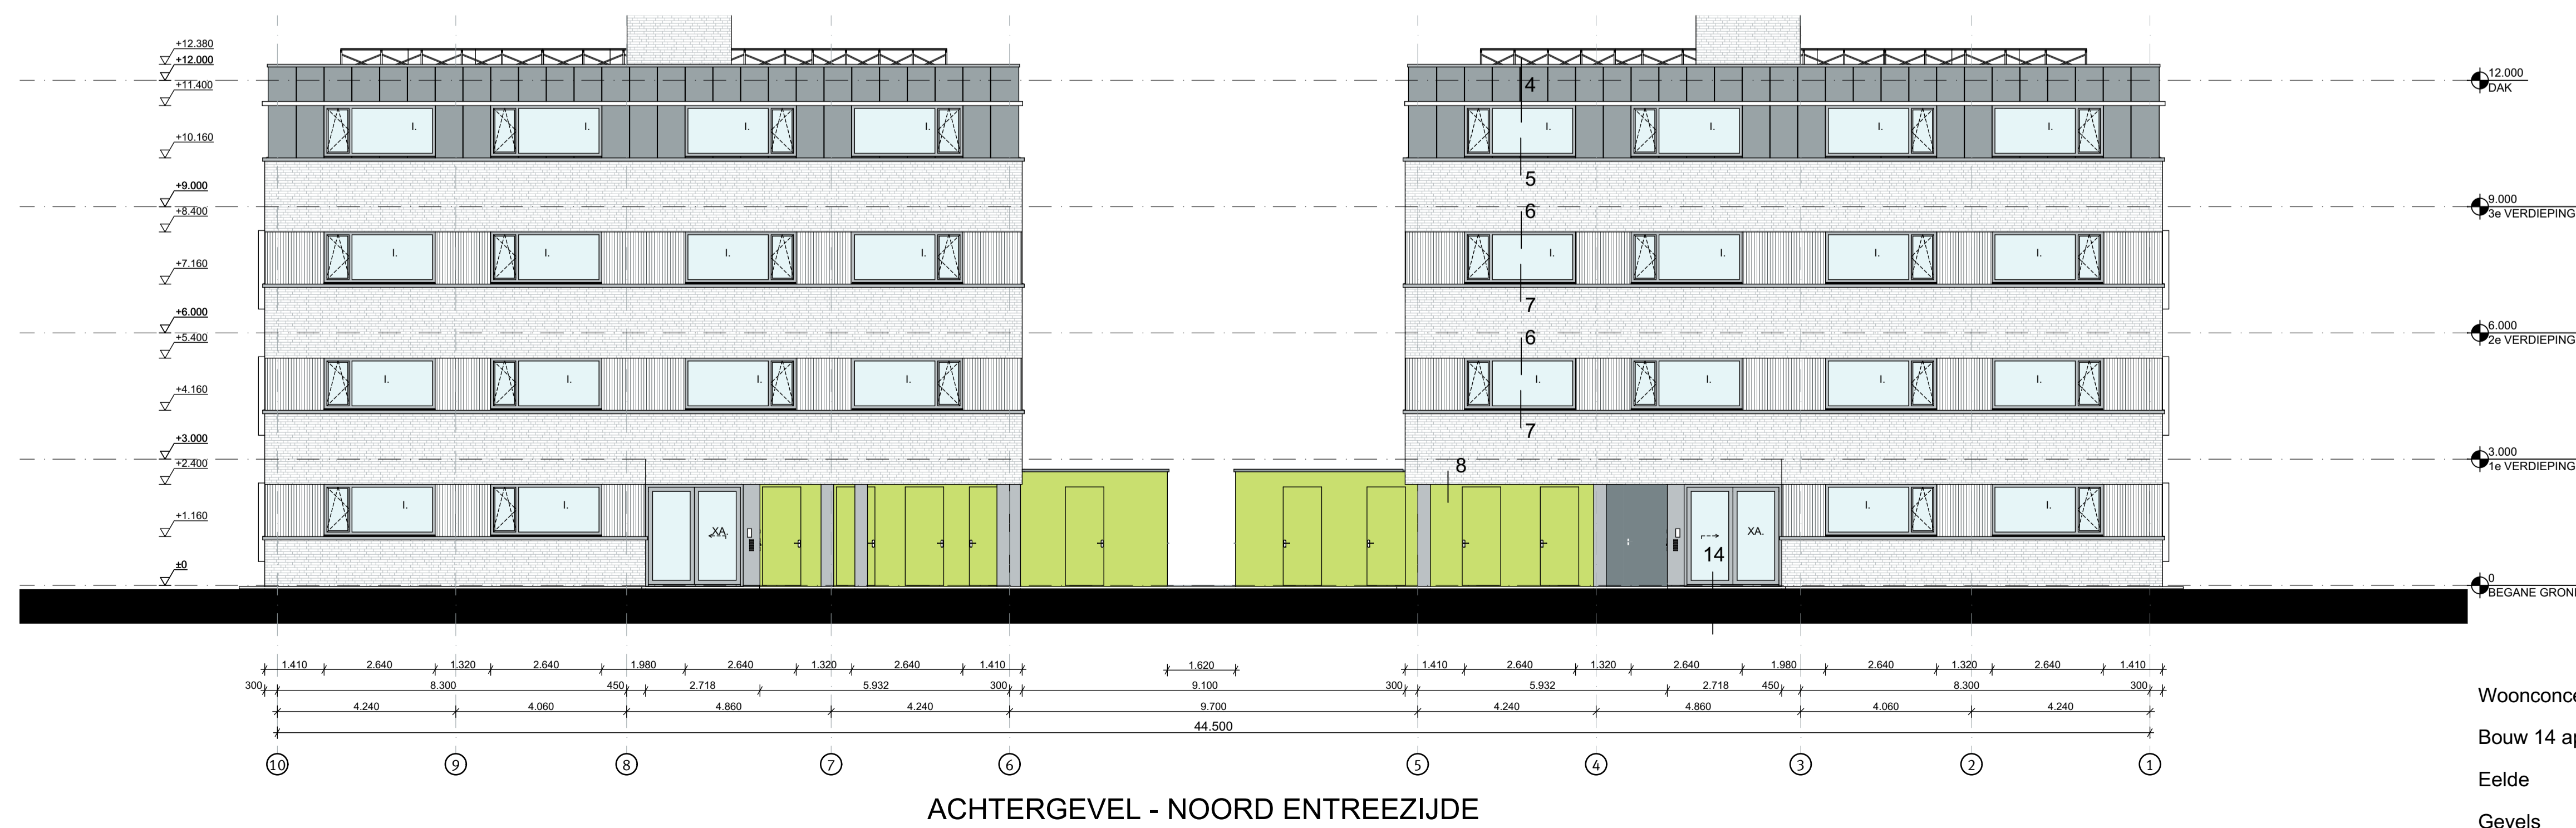 +12.380
+12.000
+11.400
+10.160
+9.000
+8.400
+7.160
+6.000
+5.400
+4.160
+3.000
+2.400
+1.160
±0
I. I. I. I.
I. I. I. I.
I. I. I. I.
I. I. XA.
4
I. I. I. I.
5
6
I. I. I. I.
7
6
I. I. I. I.
7
8
XA. I. I.
14
12.000
DAK
9.000
3e VERDIEPING
6.000
2e VERDIEPING
3.000
1e VERDIEPING
0
BEGANE
1.410 2.640 1.320 2.640 1.980 2.640 1.320 2.640 1.410 1.620 1.410 2.640 1.320 2.640 1.980 2.640 1.320 2.640 1.410
300 8.300 450 2.718 5.932 300 9.100 300 5.932 2.718 450 8.300 300
4.240 4.060 4.860 4.240 9.700 4.240 4.860 4.060 4.240
44.500
10 9 8 7 6 5 4 3 2 1
ACHTERGEVEL - NOORD ENTREEZIJDE
Bouw 14
Eelde
Gevels